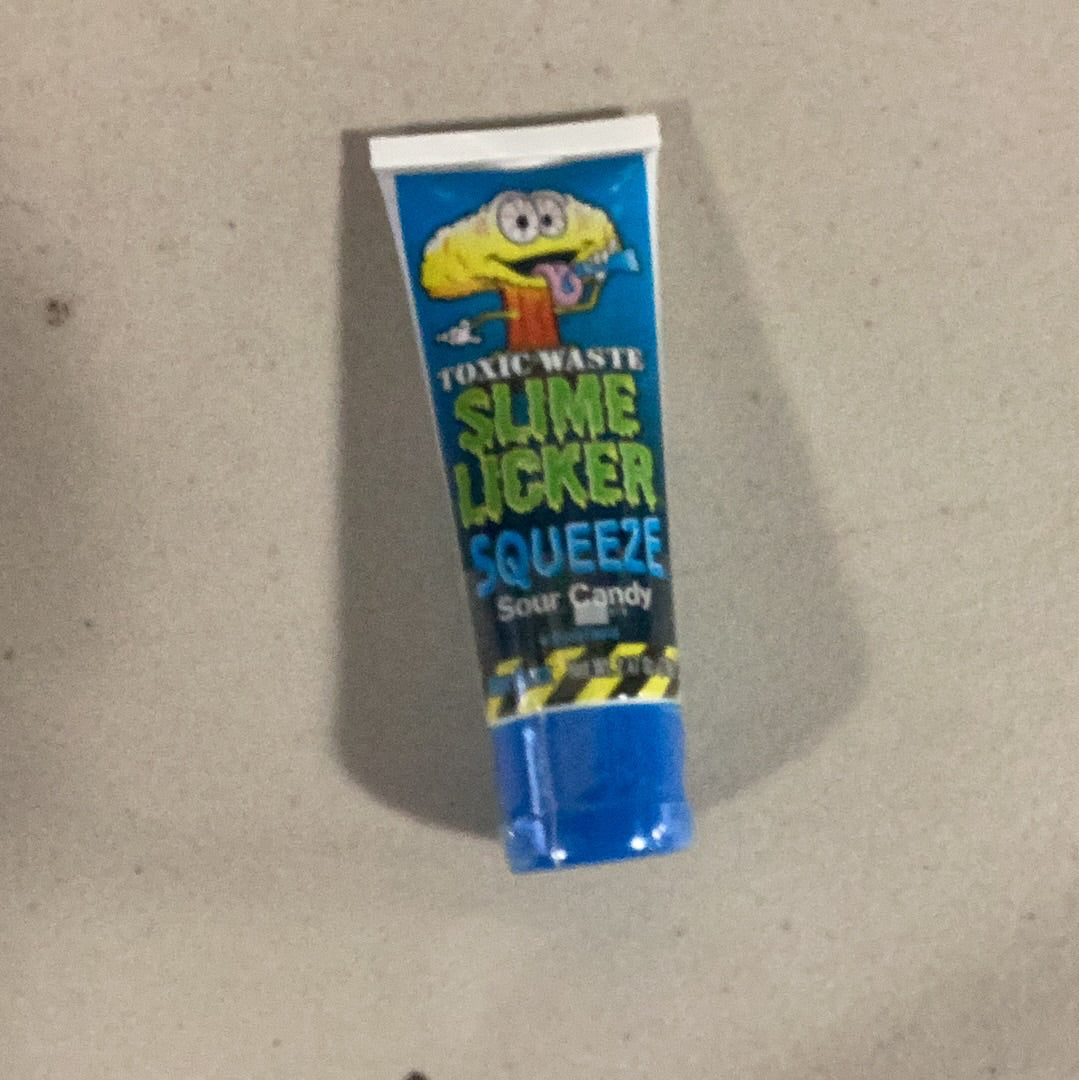 TOXIC WASTE
SLIME
LICKER
SQUEEZE
Sour Candy